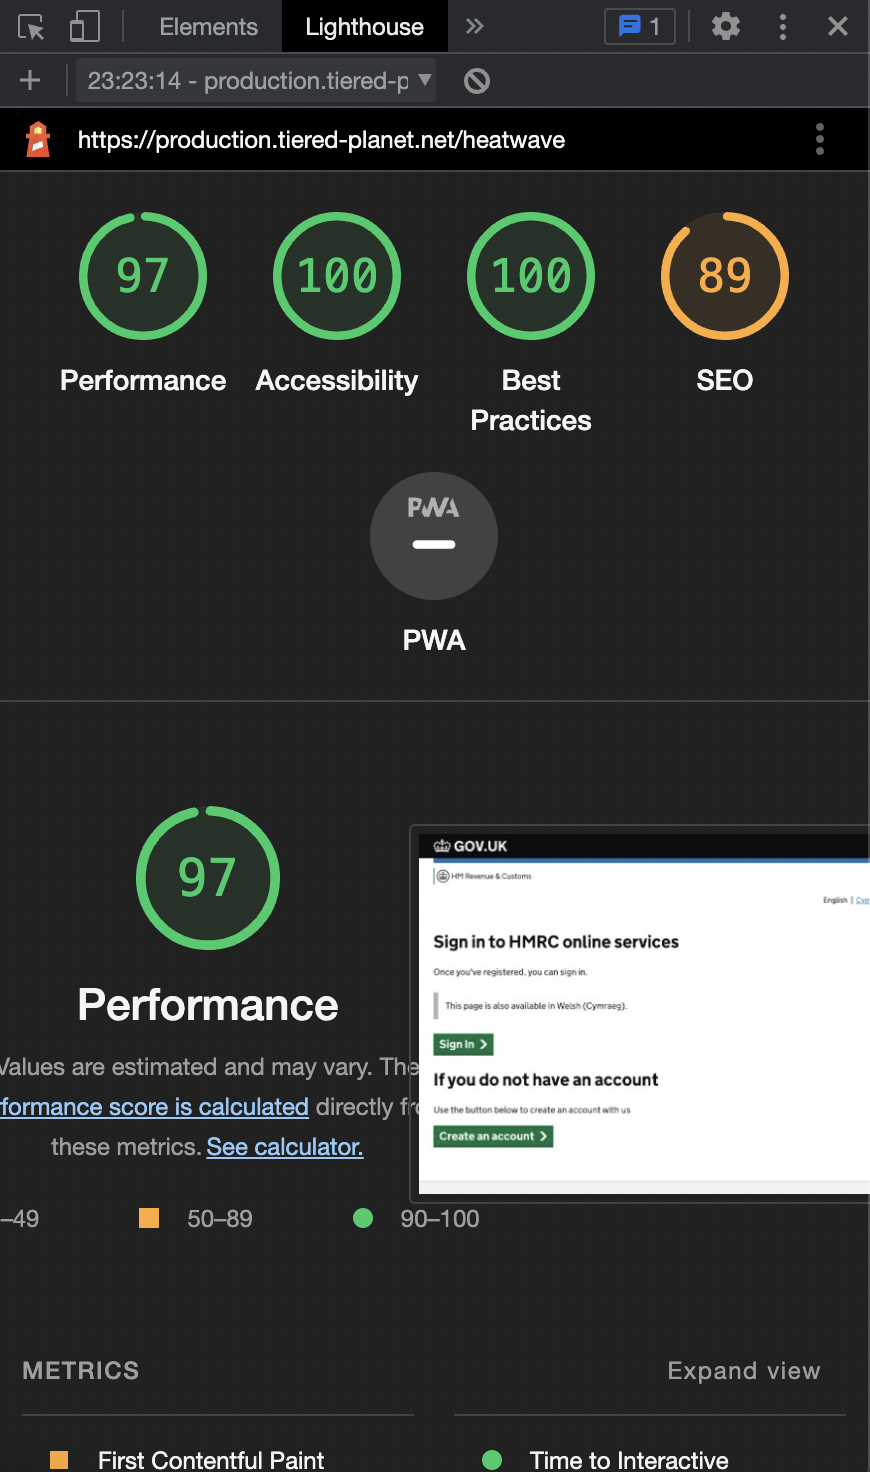 Elements
Lighthouse
1
23:23:14 - production.tiered-p
https://production.tiered-planet.net/heatwave
97
100
100
89
Performance
Accessibility
Best
Practices
SEO
PWA
PWA
97
Performance
Values are estimated and may vary. The
formance score is calculated directly fro
these metrics. See calculator.
–49
50–89
90–100
GOV.UK
HM Revenue & Customs
English | Cym
Sign in to HMRC online services
Once you've registered, you can sign in.
This page is also available in Welsh (Cymraeg).
Sign In
If you do not have an account
Use the button below to create an account with us
Create an account
METRICS
Expand view
First Contentful Paint
Time to Interactive